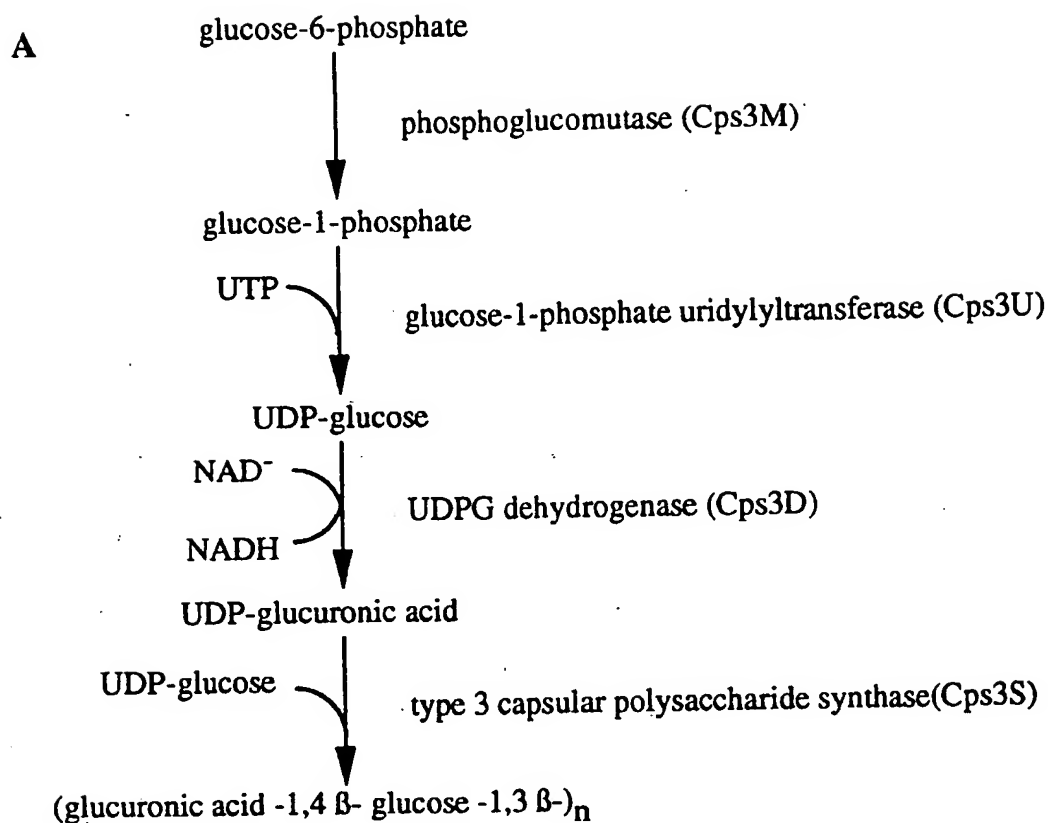 A
glucose-6-phosphate
phosphoglucomutase (Cps3M)
glucose-1-phosphate
UTP
glucose-1-phosphate uridylyltransferase (Cps3U)
UDP-glucose
NAD⁻
UDPG dehydrogenase (Cps3D)
NADH
UDP-glucuronic acid
UDP-glucose
type 3 capsular polysaccharide synthase(Cps3S)
(glucuronic acid -1,4 ß- glucose -1,3 ß-)n